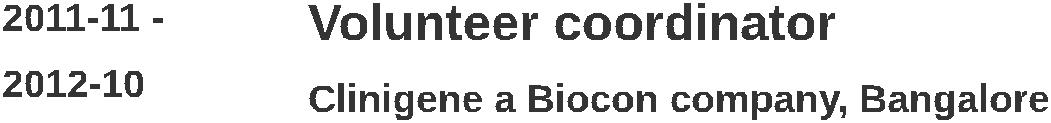 2011-11 -
2012-10
Volunteer coordinator
Clinigene a Biocon company, Bangalore